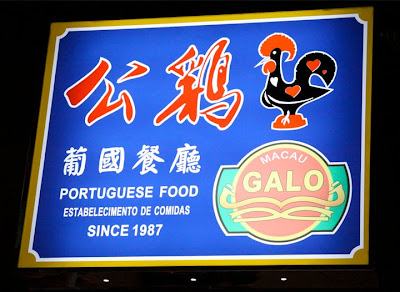 公鷄
葡國餐廳
PORTUGUESE FOOD
ESTABELECIMENTO DE COMIDAS
SINCE 1987
MACAU
GALO